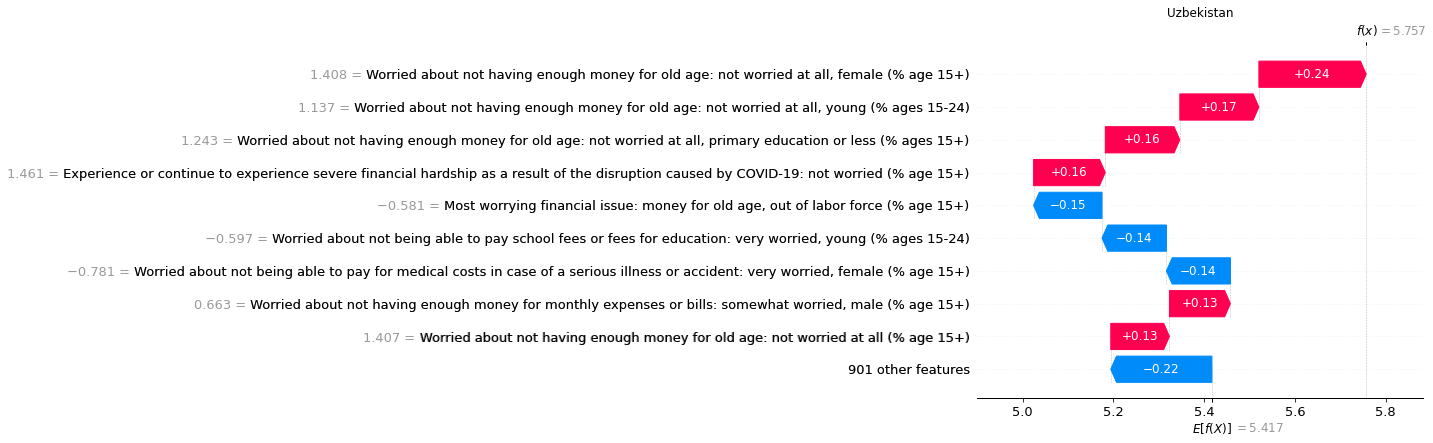 Uzbekistan
f(x) = 5.757
1.408 = Worried about not having enough money for old age: not worried at all, female (% age 15+)
+0.24
1.137 = Worried about not having enough money for old age: not worried at all, young (% ages 15-24)
+0.17
1.243 = Worried about not having enough money for old age: not worried at all, primary education or less (% ages 15+)
+0.16
1.461 = Experience or continue to experience severe financial hardship as a result of the disruption caused by COVID-19: not worried (% age 15+)
+0.16
−0.581 = Most worrying financial issue: money for old age, out of labor force (% age 15+)
−0.15
−0.597 = Worried about not being able to pay school fees or fees for education: very worried, young (% ages 15-24)
−0.14
−0.781 = Worried about not being able to pay for medical costs in case of a serious illness or accident: very worried, female (% age 15+)
−0.14
0.663 = Worried about not having enough money for monthly expenses or bills: somewhat worried, male (% age 15+)
+0.13
1.407 = Worried about not having enough money for old age: not worried at all (% age 15+)
+0.13
901 other features
−0.22
5.0 5.2 5.4 5.6 5.8
E[f(X)] = 5.417